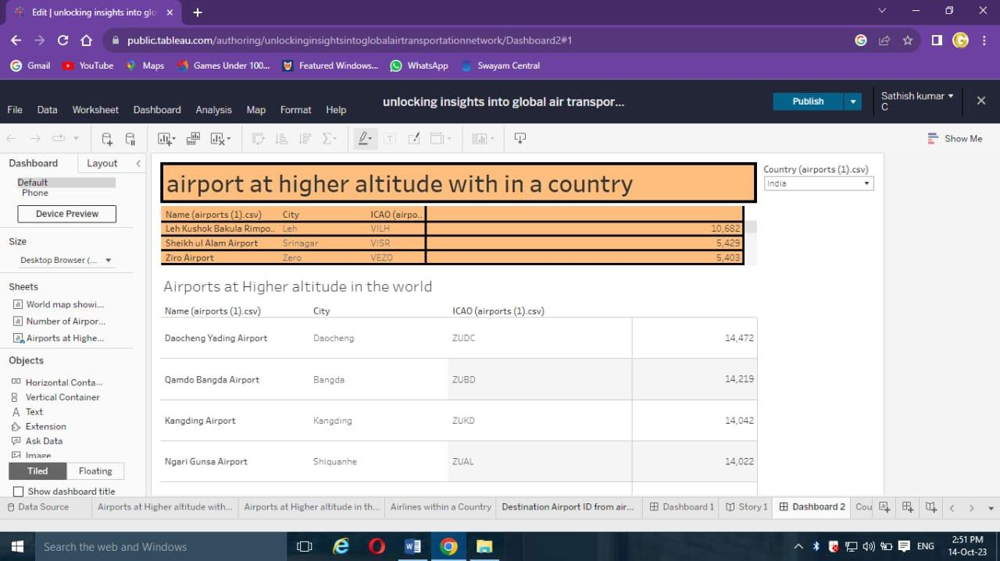 Edit | unlocking insights into glo
public.tableau.com/authoring/unlockinginsightsintoglobalairtransportationnetwork/Dashboard2#1
Gmail YouTube Maps Games Under 100... Featured Windows... WhatsApp Swayam Central
unlocking insights into global air transpor...
Publish
Sathish kumar
C
File Data Worksheet Dashboard Analysis Map Format Help
Show Me
Dashboard Layout
Default
Phone
Device Preview
Size
Desktop Browser (...
Sheets
World map showi...
Number of Airpor...
Airports at Highe...
Objects
Horizontal Conta...
Vertical Container
Text
Extension
Ask Data
Image
Tiled Floating
Show dashboard title
airport at higher altitude with in a country
Country (airports (1).csv)
India
Name (airports (1).csv) City ICAO (airpo..
Leh Kushok Bakula Rimpo.. Leh VILH 10,682
Sheikh ul Alam Airport Srinagar VISR 5,429
Ziro Airport Zero VEZO 5,403
Airports at Higher altitude in the world
Name (airports (1).csv) City ICAO (airports (1).csv)
Daocheng Yading Airport Daocheng ZUDC 14,472
Qamdo Bangda Airport Bangda ZUBD 14,219
Kangding Airport Kangding ZUKD 14,042
Ngari Gunsa Airport Shiquanhe ZUAL 14,022
Data Source Airports at Higher altitude with... Airports at Higher altitude in th... Airlines within a Country Destination Airport ID from air... Dashboard 1 Story 1 Dashboard 2 Cou
Search the web and Windows
ENG
2:51 PM
14-Oct-23